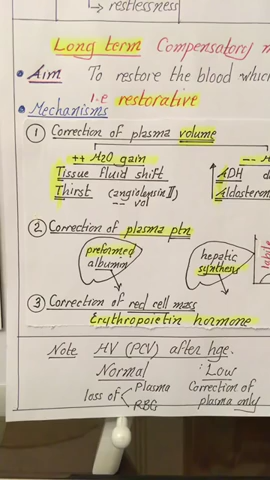 ↳ restlessness
Long term Compensatory
• Aim To restore the blood which
i.e restorative
• Mechanisms
① Correction of plasma volume
++ H2O gain
Tissue fluid shift ADH
Thirst (angiotensin II) Aldosteron
-- vol
② Correction of plasma ptn
preformed albumin
hepatic synthesis
labile
③ Correction of red cell mass
Erythropoietin hormone
Note HV (PCV) after hge.
Normal : Low
loss of < Plasma Correction of
RBC plasma only